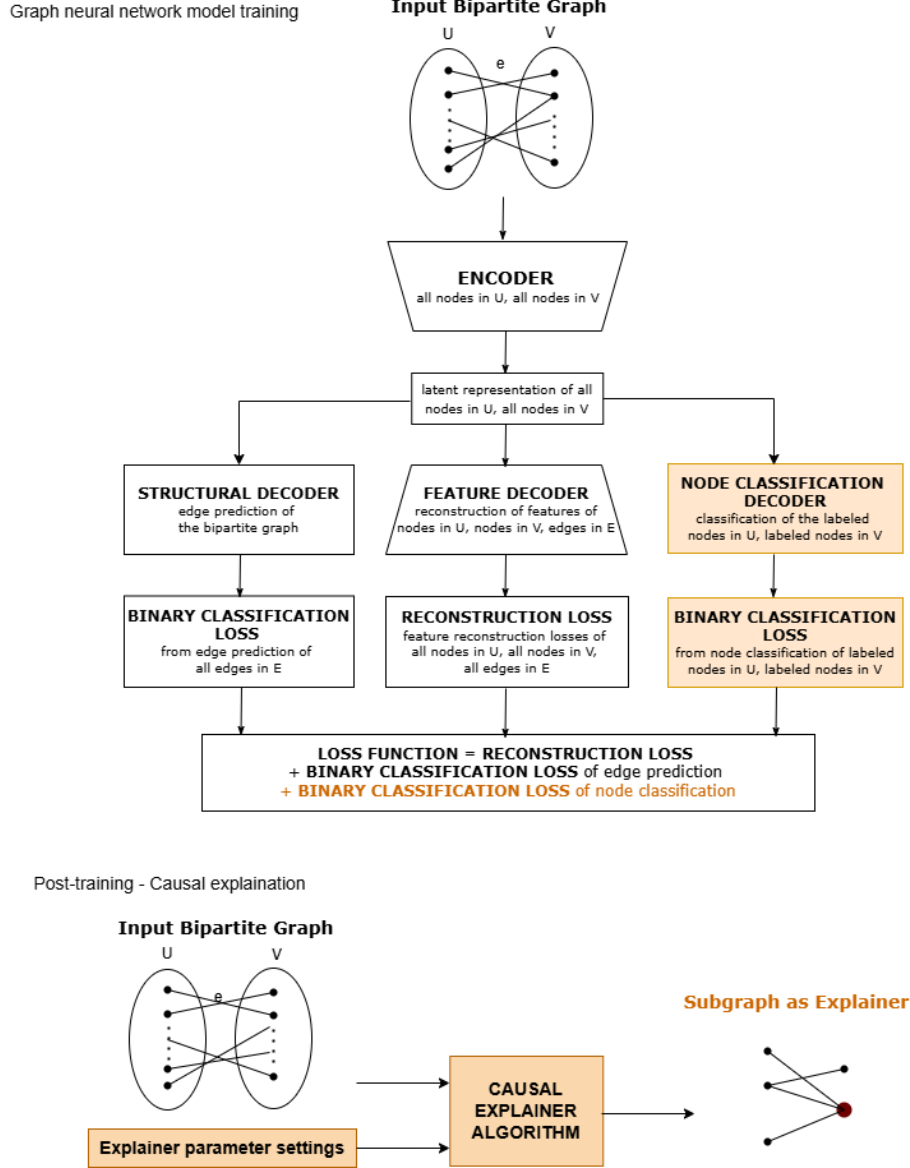 Graph neural network model training
Input Bipartite Graph
U
V
e
ENCODER
all nodes in U, all nodes in V
latent representation of all
nodes in U, all nodes in V
STRUCTURAL DECODER
edge prediction of
the bipartite graph
FEATURE DECODER
reconstruction of features of
nodes in U, nodes in V, edges in E
NODE CLASSIFICATION
DECODER
classification of the labeled
nodes in U, labeled nodes in V
BINARY CLASSIFICATION
LOSS
from edge prediction of
all edges in E
RECONSTRUCTION LOSS
feature reconstruction losses of
all nodes in U, all nodes in V,
all edges in E
BINARY CLASSIFICATION
LOSS
from node classification of labeled
nodes in U, labeled nodes in V
LOSS FUNCTION = RECONSTRUCTION LOSS
+ BINARY CLASSIFICATION LOSS of edge prediction
+ BINARY CLASSIFICATION LOSS of node classification
Post-training - Causal explaination
Input Bipartite Graph
U
V
e
Explainer parameter settings
CAUSAL
EXPLAINER
ALGORITHM
Subgraph as Explainer